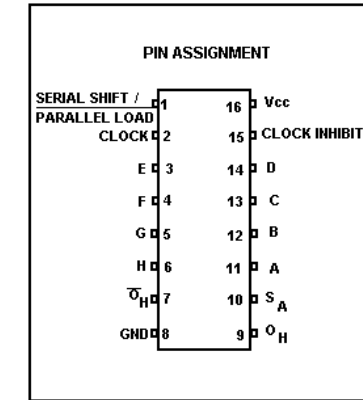 PIN ASSIGNMENT
SERIAL SHIFT /
PARALLEL LOAD 1 16 Vcc
CLOCK 2 15 CLOCK INHIBIT
E 3 14 D
F 4 13 C
G 5 12 B
H 6 11 A
O̅H 7 10 SA
GND 8 9 OH